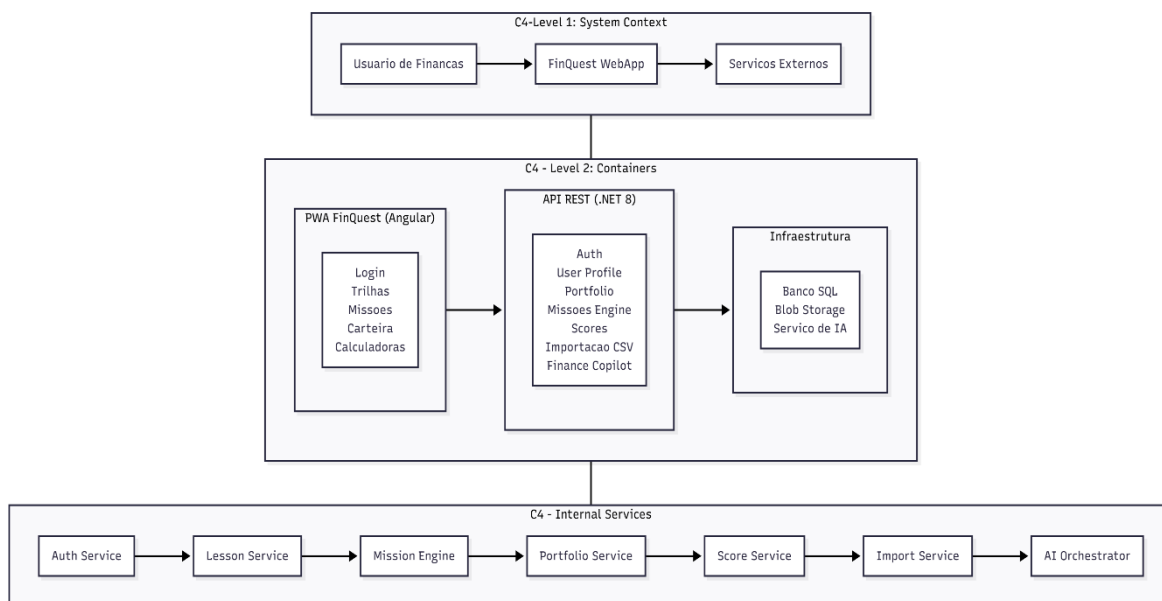 C4-Level 1: System Context
Usuario de Financas
FinQuest WebApp
Servicos Externos
C4 - Level 2: Containers
PWA FinQuest (Angular)
Login
Trilhas
Missoes
Carteira
Calculadoras
API REST (.NET 8)
Auth
User Profile
Portfolio
Missoes Engine
Scores
Importacao CSV
Finance Copilot
Infraestrutura
Banco SQL
Blob Storage
Servico de IA
C4 - Internal Services
Auth Service
Lesson Service
Mission Engine
Portfolio Service
Score Service
Import Service
AI Orchestrator